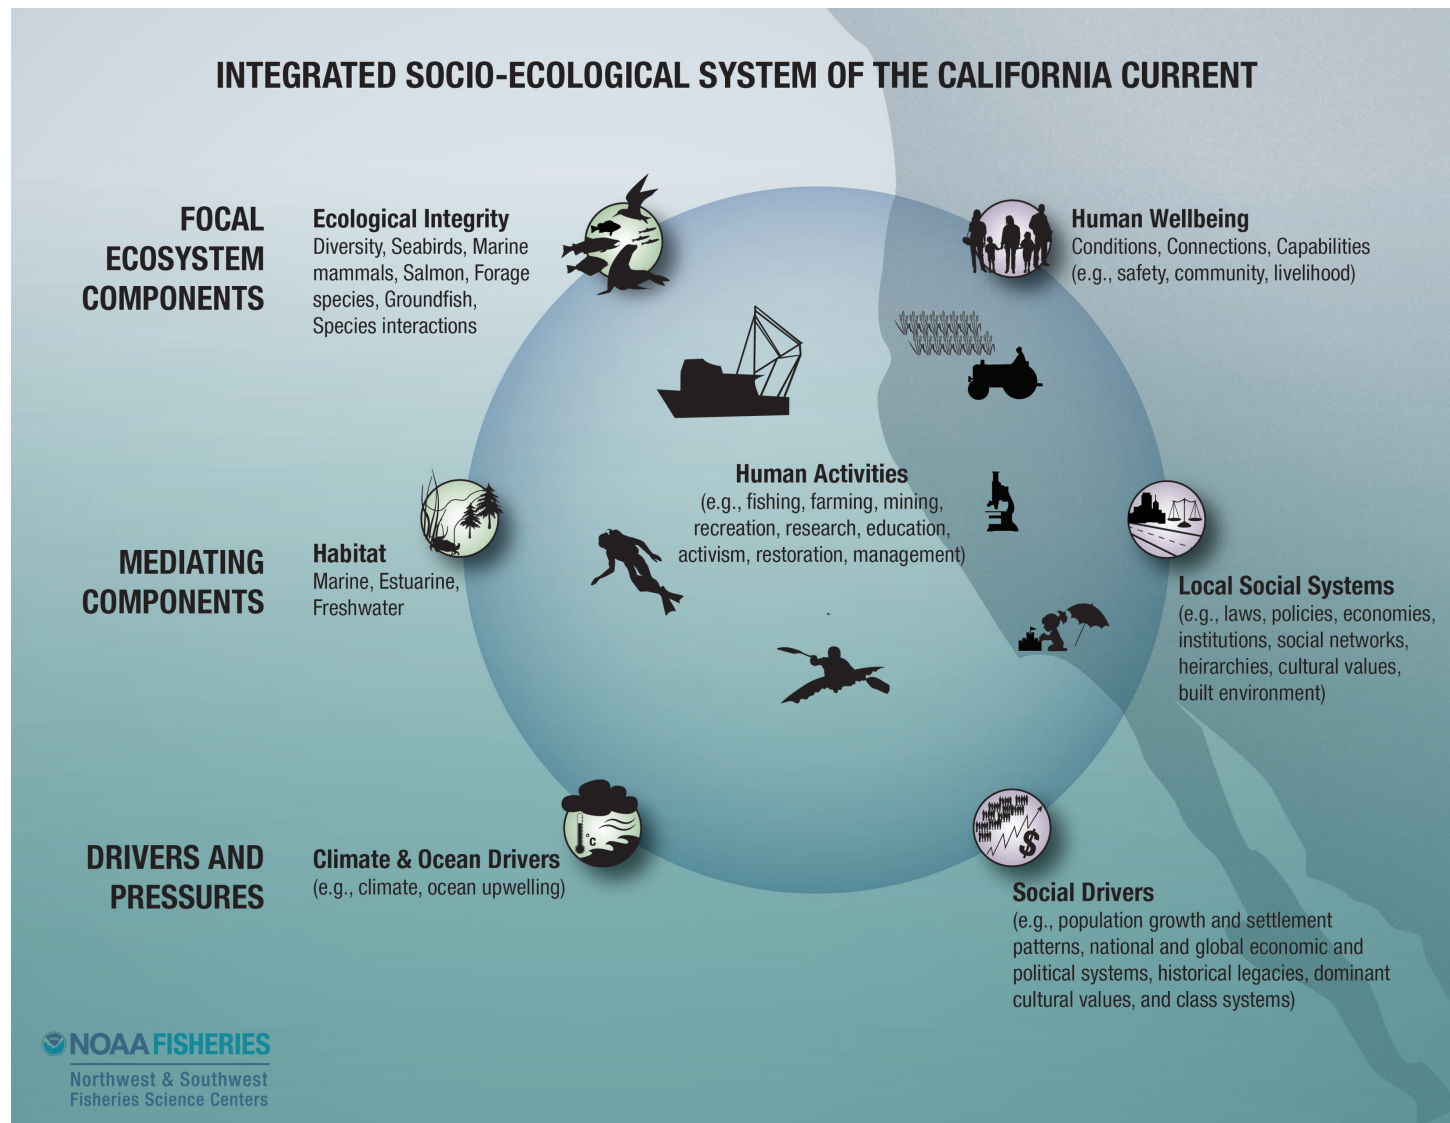 INTEGRATED SOCIO-ECOLOGICAL SYSTEM OF THE CALIFORNIA CURRENT
FOCAL
ECOSYSTEM
COMPONENTS
Ecological Integrity
Diversity, Seabirds, Marine
mammals, Salmon, Forage
species, Groundfish,
Species interactions
Human Wellbeing
Conditions, Connections, Capabilities
(e.g., safety, community, livelihood)
Human Activities
(e.g., fishing, farming, mining,
recreation, research, education,
activism, restoration, management)
MEDIATING
COMPONENTS
Habitat
Marine, Estuarine,
Freshwater
Local Social Systems
(e.g., laws, policies, economies,
institutions, social networks,
heirarchies, cultural values,
built environment)
DRIVERS AND
PRESSURES
Climate & Ocean Drivers
(e.g., climate, ocean upwelling)
°C
$
Social Drivers
(e.g., population growth and settlement
patterns, national and global economic and
political systems, historical legacies, dominant
cultural values, and class systems)
NOAA FISHERIES
Northwest & Southwest
Fisheries Science Centers